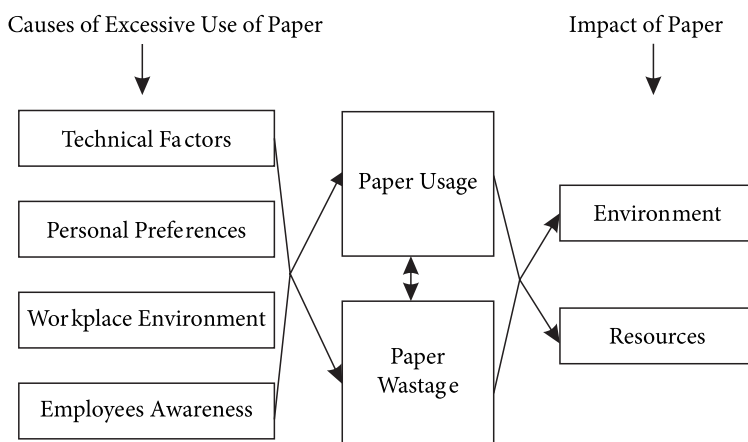 Causes of Excessive Use of Paper
Impact of Paper
Technical Factors
Personal Preferences
Workplace Environment
Employees Awareness
Paper Usage
Paper
Wastage
Environment
Resources